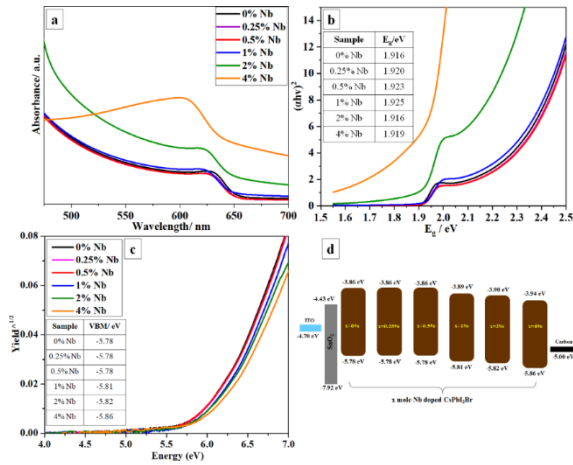 a
0% Nb
0.25% Nb
0.5% Nb
1% Nb
2% Nb
4% Nb
Absorbance/ a.u.
500 550 600 650 700
Wavelength/ nm
b
Sample Eg/eV
0% Nb 1.916
0.25% Nb 1.920
0.5% Nb 1.923
1% Nb 1.925
2% Nb 1.916
4% Nb 1.919
(αhν)²
8
6
4
2
0
1.5 1.6 1.7 1.8 1.9 2.0 2.1 2.2 2.3 2.4 2.5
Eg / eV
c
0% Nb
0.25% Nb
0.5% Nb
1% Nb
2% Nb
4% Nb
Sample VBM/ eV
0% Nb -5.78
0.25% Nb -5.78
0.5% Nb -5.78
1% Nb -5.81
2% Nb -5.82
4% Nb -5.86
Yield^1/2
0.08
0.04
0.00
4.0 4.5 5.0 5.5 6.0 6.5 7.0
Energy (eV)
d
-3.86 eV -3.86 eV -3.86 eV -3.89 eV -3.90 eV -3.94 eV
-4.43 eV
ITO
-4.70 eV
SnO₂
x=0% x=0.25% x=0.5% x=1% x=2% x=4%
Carbon
-5.00 eV
-5.78 eV -5.78 eV -5.78 eV -5.81 eV -5.82 eV -5.86 eV
-7.92 eV
x mole Nb doped CsPbI₂Br